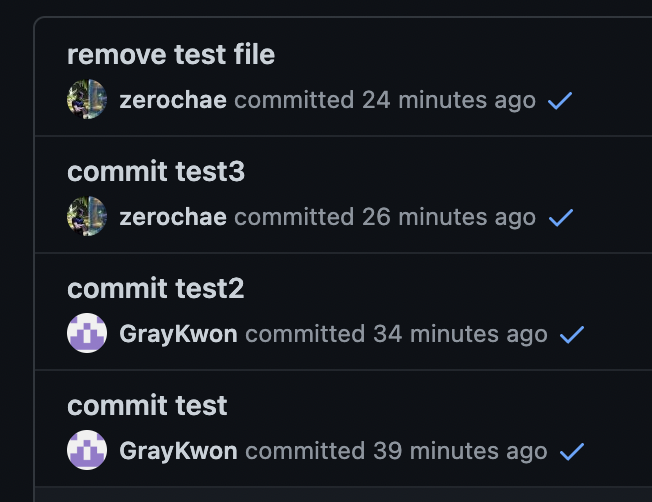 remove test file
zerochae committed 24 minutes ago
commit test3
zerochae committed 26 minutes ago
commit test2
GrayKwon committed 34 minutes ago
commit test
GrayKwon committed 39 minutes ago